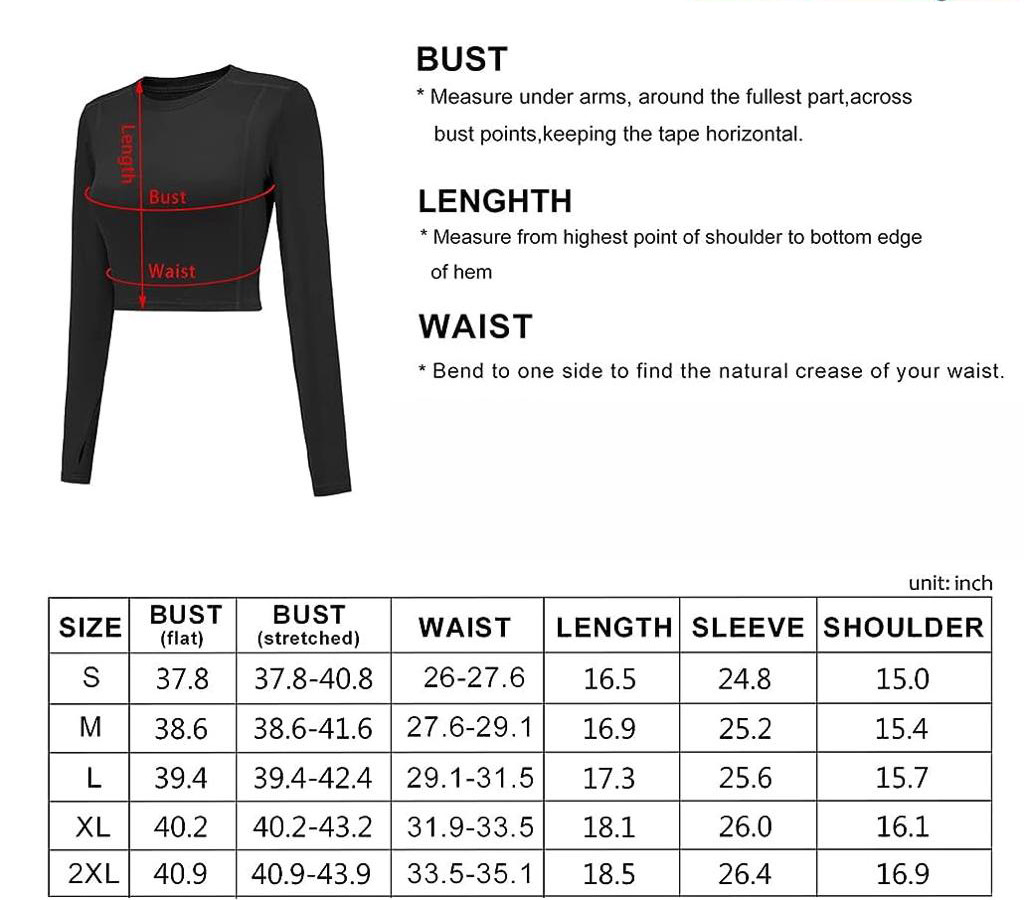 BUST
* Measure under arms, around the fullest part,across
bust points,keeping the tape horizontal.
LENGHTH
* Measure from highest point of shoulder to bottom edge
of hem
WAIST
* Bend to one side to find the natural crease of your waist.
Length
Bust
Waist
unit: inch
SIZE BUST (flat) BUST (stretched) WAIST LENGTH SLEEVE SHOULDER
S 37.8 37.8-40.8 26-27.6 16.5 24.8 15.0
M 38.6 38.6-41.6 27.6-29.1 16.9 25.2 15.4
L 39.4 39.4-42.4 29.1-31.5 17.3 25.6 15.7
XL 40.2 40.2-43.2 31.9-33.5 18.1 26.0 16.1
2XL 40.9 40.9-43.9 33.5-35.1 18.5 26.4 16.9